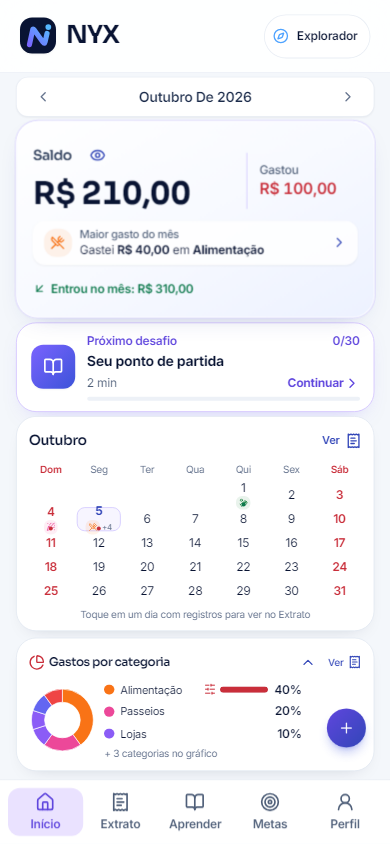 NYX
Explorador
Outubro De 2026
Saldo
R$ 210,00
Gastou
R$ 100,00
Maior gasto do mês
Gastei R$ 40,00 em Alimentação
Entrou no mês: R$ 310,00
Próximo desafio 0/30
Seu ponto de partida
2 min Continuar
Outubro Ver
Dom Seg Ter Qua Qui Sex Sáb
1 2 3
4 5 6 7 8 9 10
+4
11 12 13 14 15 16 17
18 19 20 21 22 23 24
25 26 27 28 29 30 31
Toque em um dia com registros para ver no Extrato
Gastos por categoria Ver
Alimentação 40%
Passeios 20%
Lojas 10%
+ 3 categorias no gráfico
Início Extrato Aprender Metas Perfil